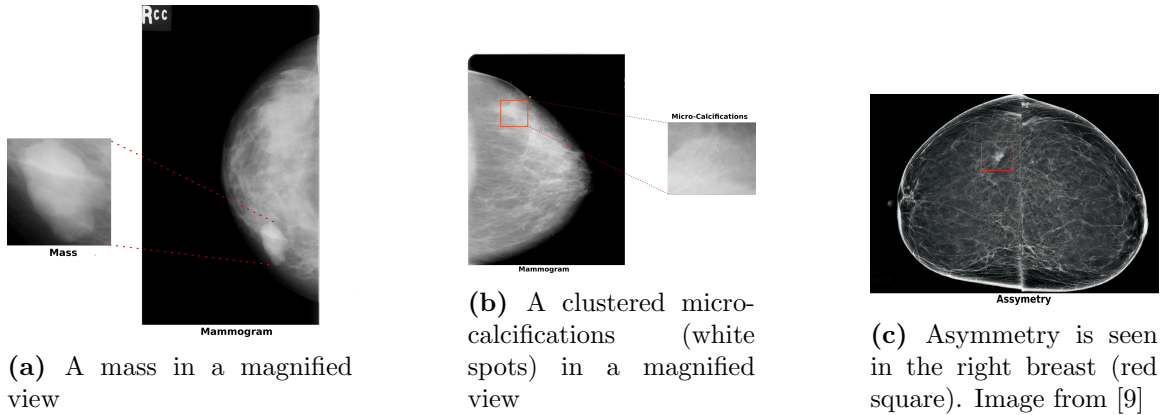 RCC
Mass
Mammogram
(a) A mass in a magnified
view
Micro-Calcifications
Mammogram
(b) A clustered micro-
calcifications (white
spots) in a magnified
view
Assymetry
(c) Asymmetry is seen
in the right breast (red
square). Image from [9]